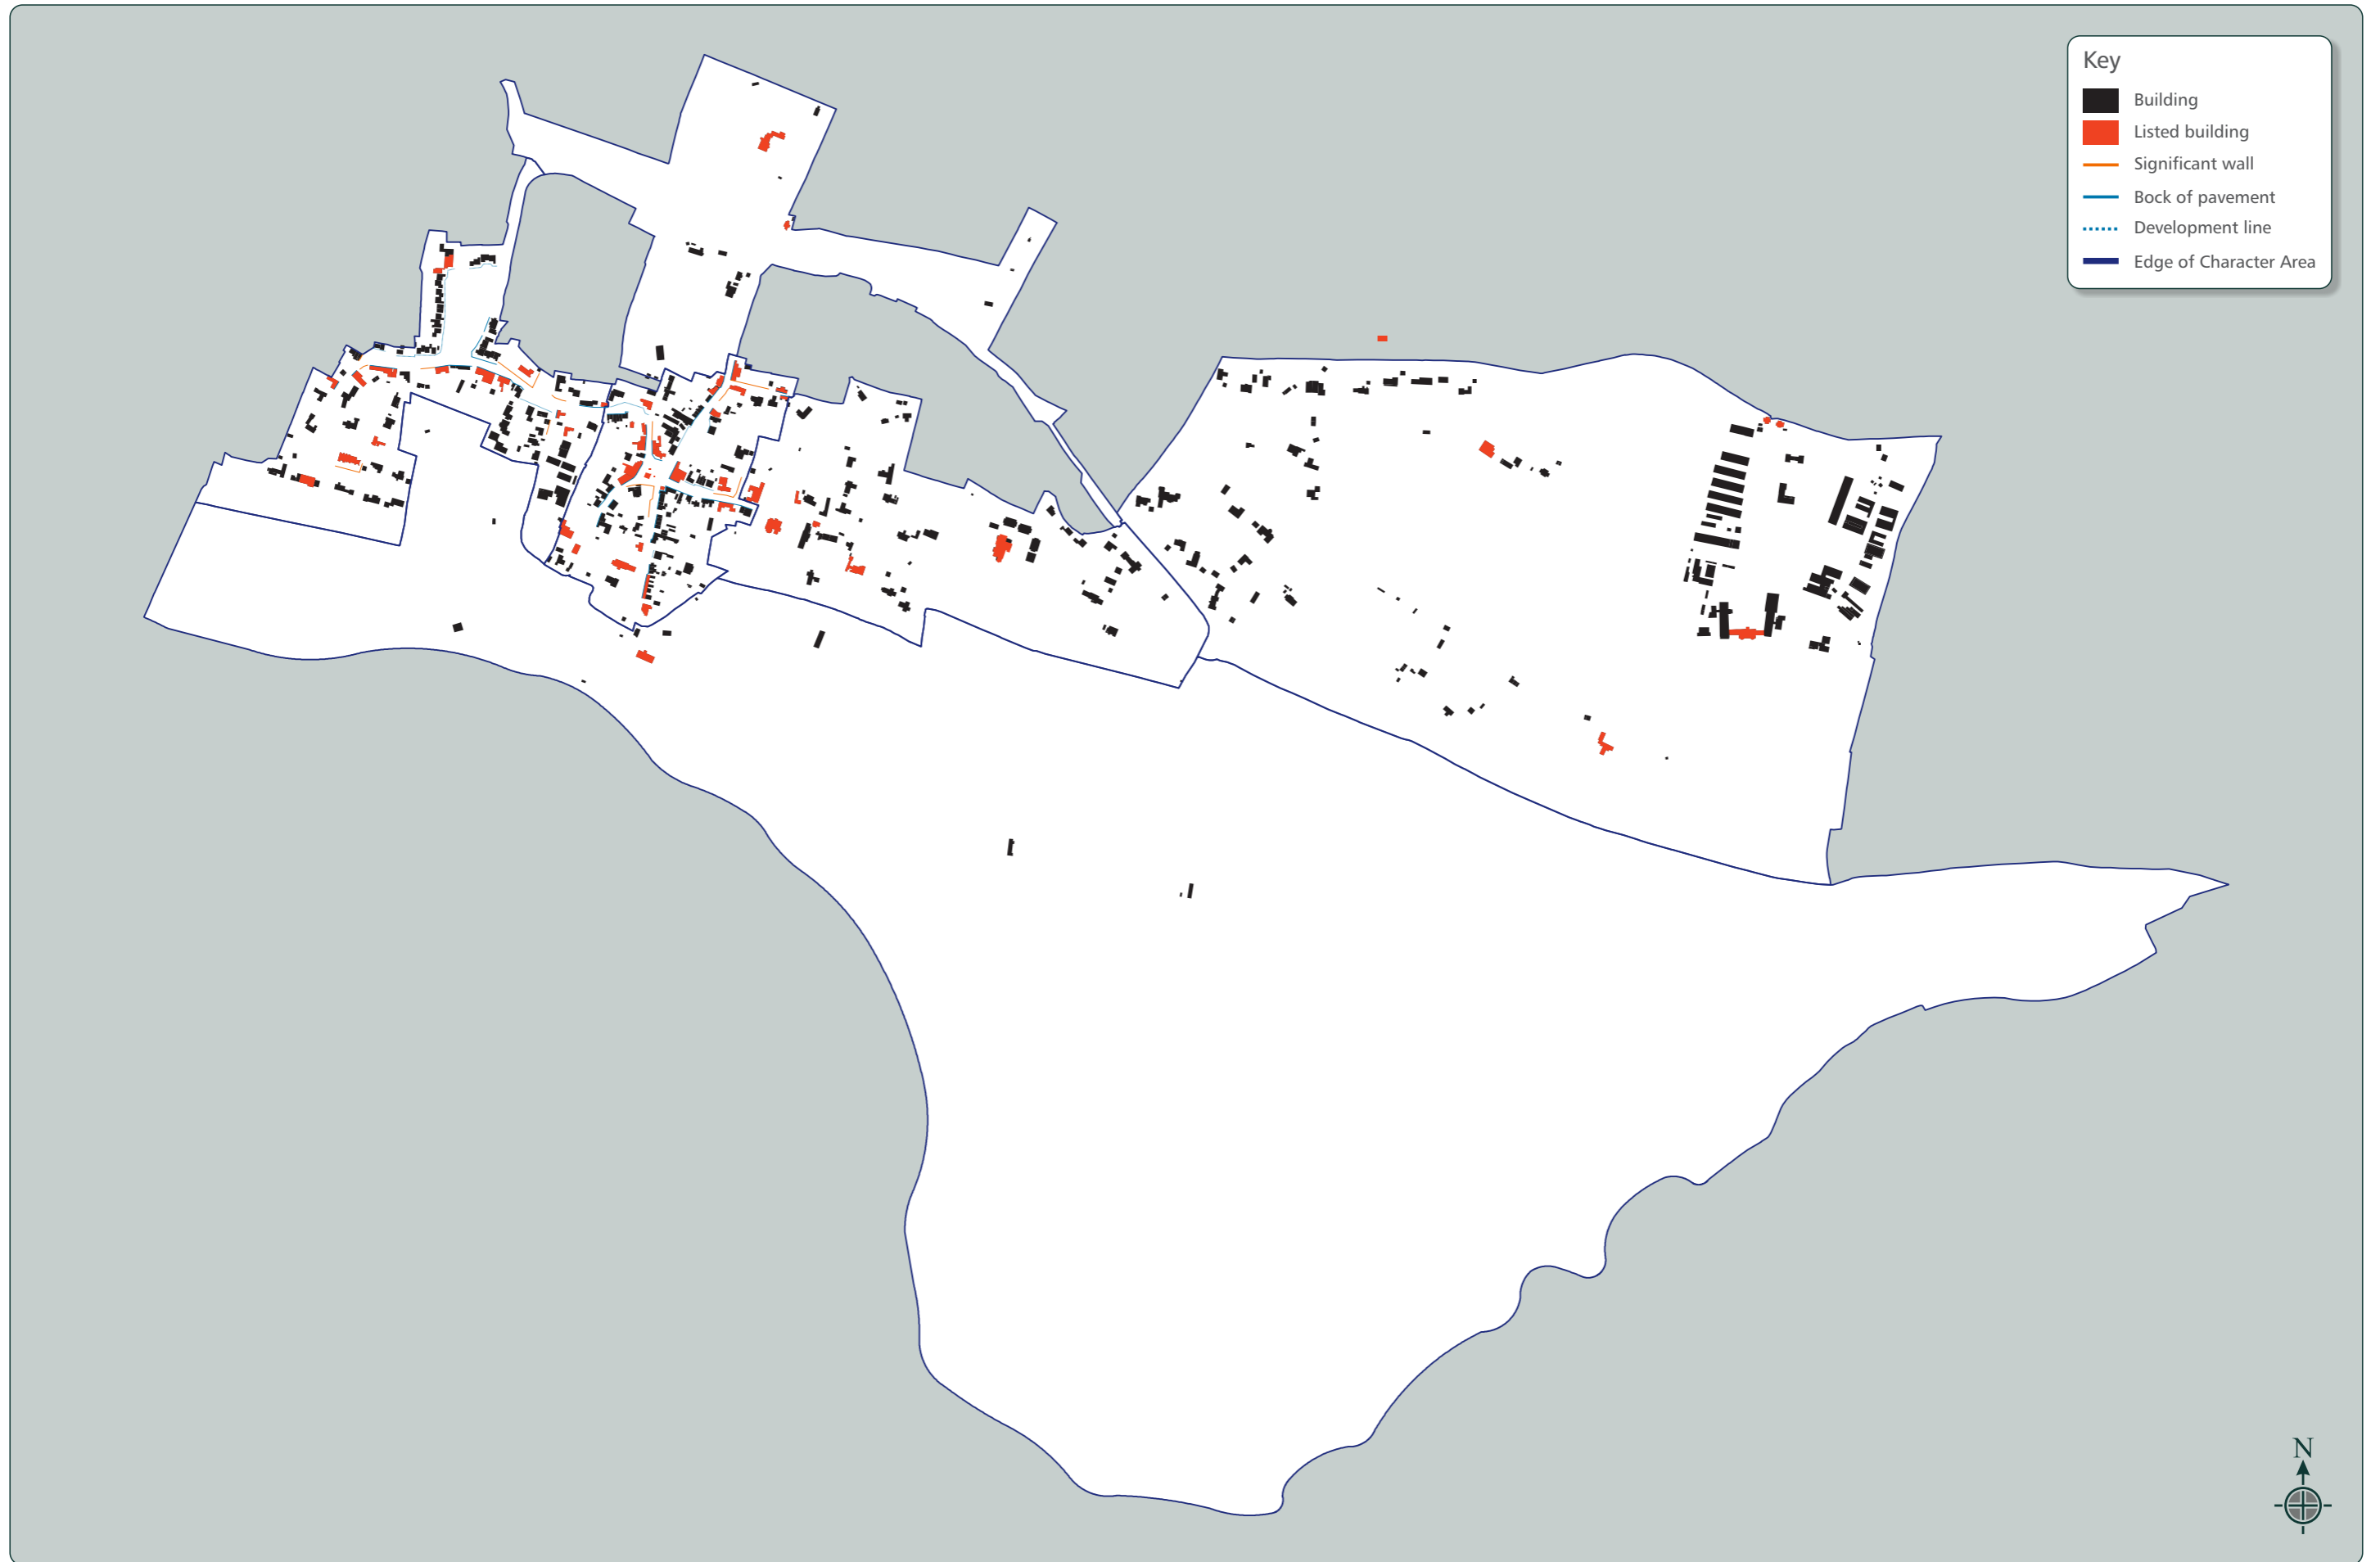 Key
Building
Listed building
Significant wall
Bock of pavement
Development line
Edge of Character Area
N